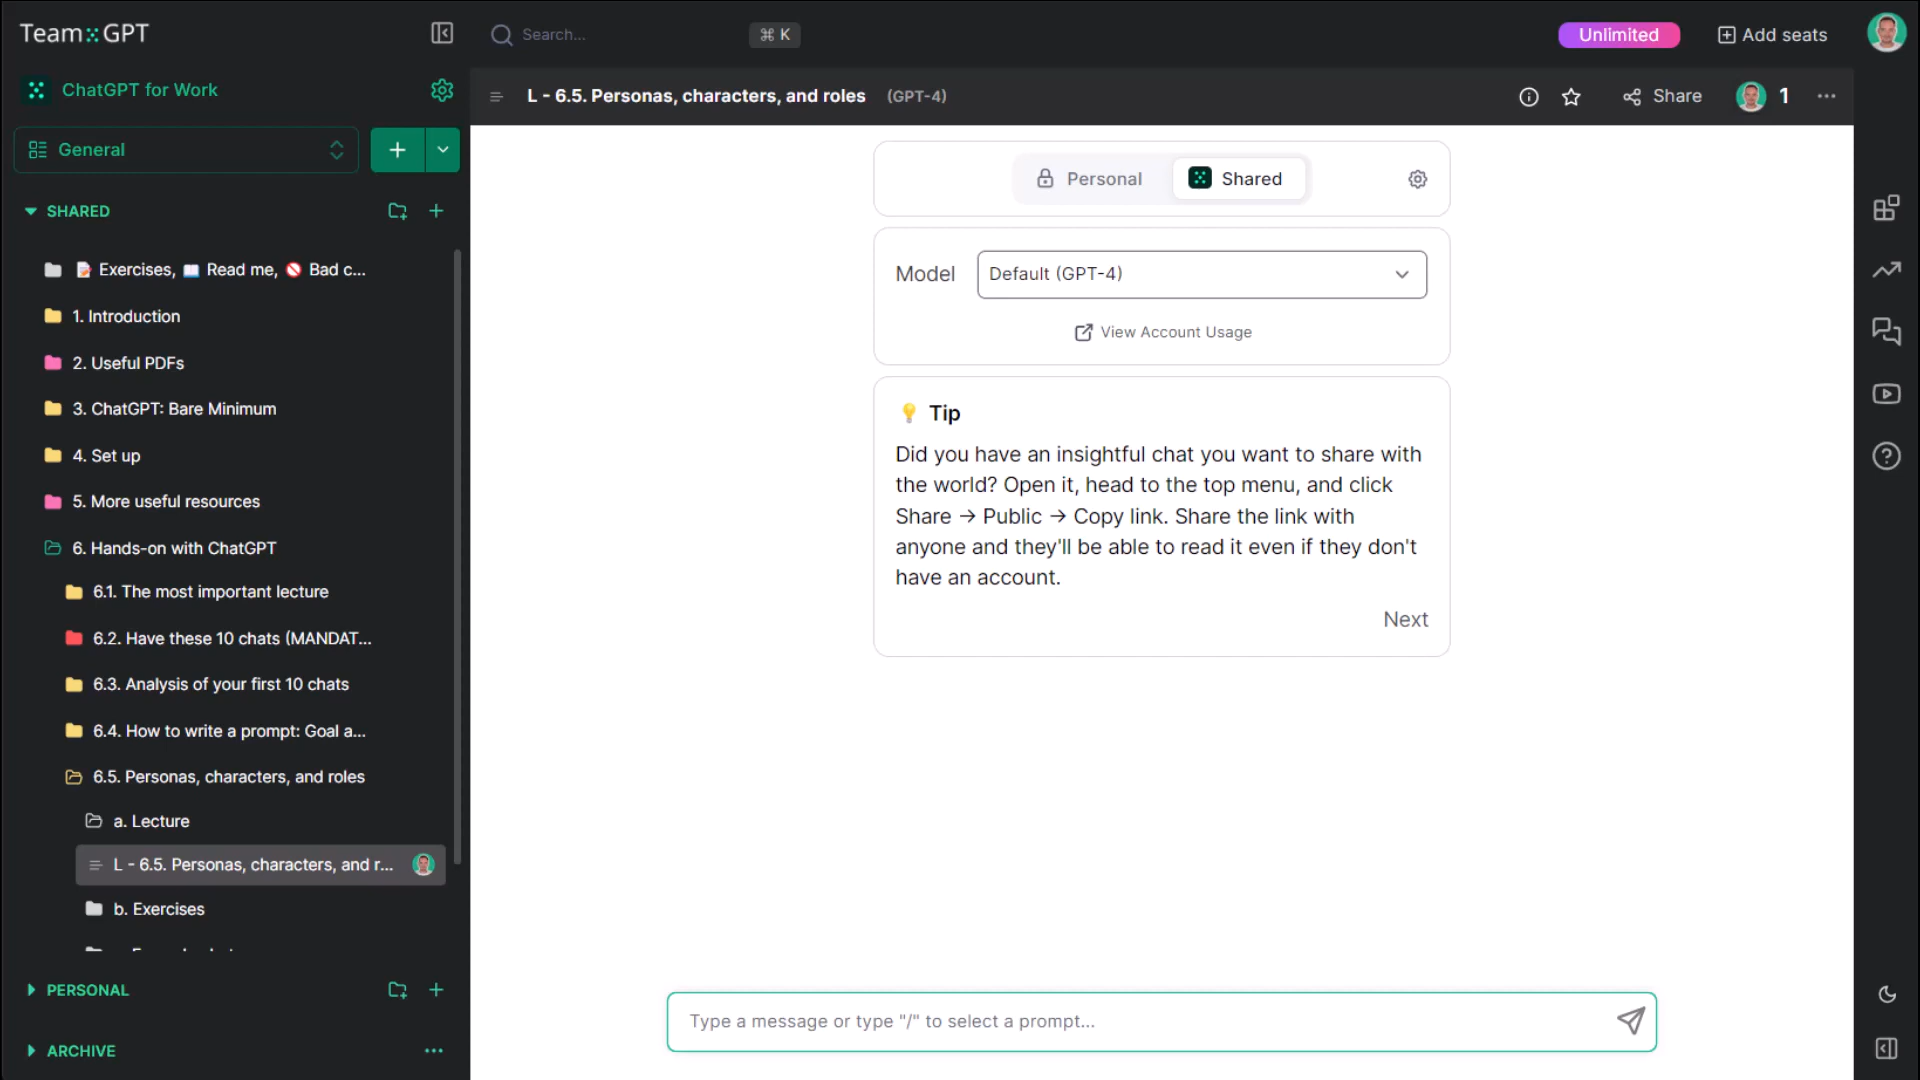 Team GPT
Search...
⌘ K
Unlimited
Add seats
ChatGPT for Work
L - 6.5. Personas, characters, and roles (GPT-4)
Share
1
General
SHARED
Exercises, Read me, Bad c...
1. Introduction
2. Useful PDFs
3. ChatGPT: Bare Minimum
4. Set up
5. More useful resources
6. Hands-on with ChatGPT
6.1. The most important lecture
6.2. Have these 10 chats (MANDAT...
6.3. Analysis of your first 10 chats
6.4. How to write a prompt: Goal a...
6.5. Personas, characters, and roles
a. Lecture
L - 6.5. Personas, characters, and r...
b. Exercises
PERSONAL
ARCHIVE
Personal
Shared
Model
Default (GPT-4)
View Account Usage
Tip
Did you have an insightful chat you want to share with
the world? Open it, head to the top menu, and click
Share → Public → Copy link. Share the link with
anyone and they'll be able to read it even if they don't
have an account.
Next
Type a message or type "/" to select a prompt...